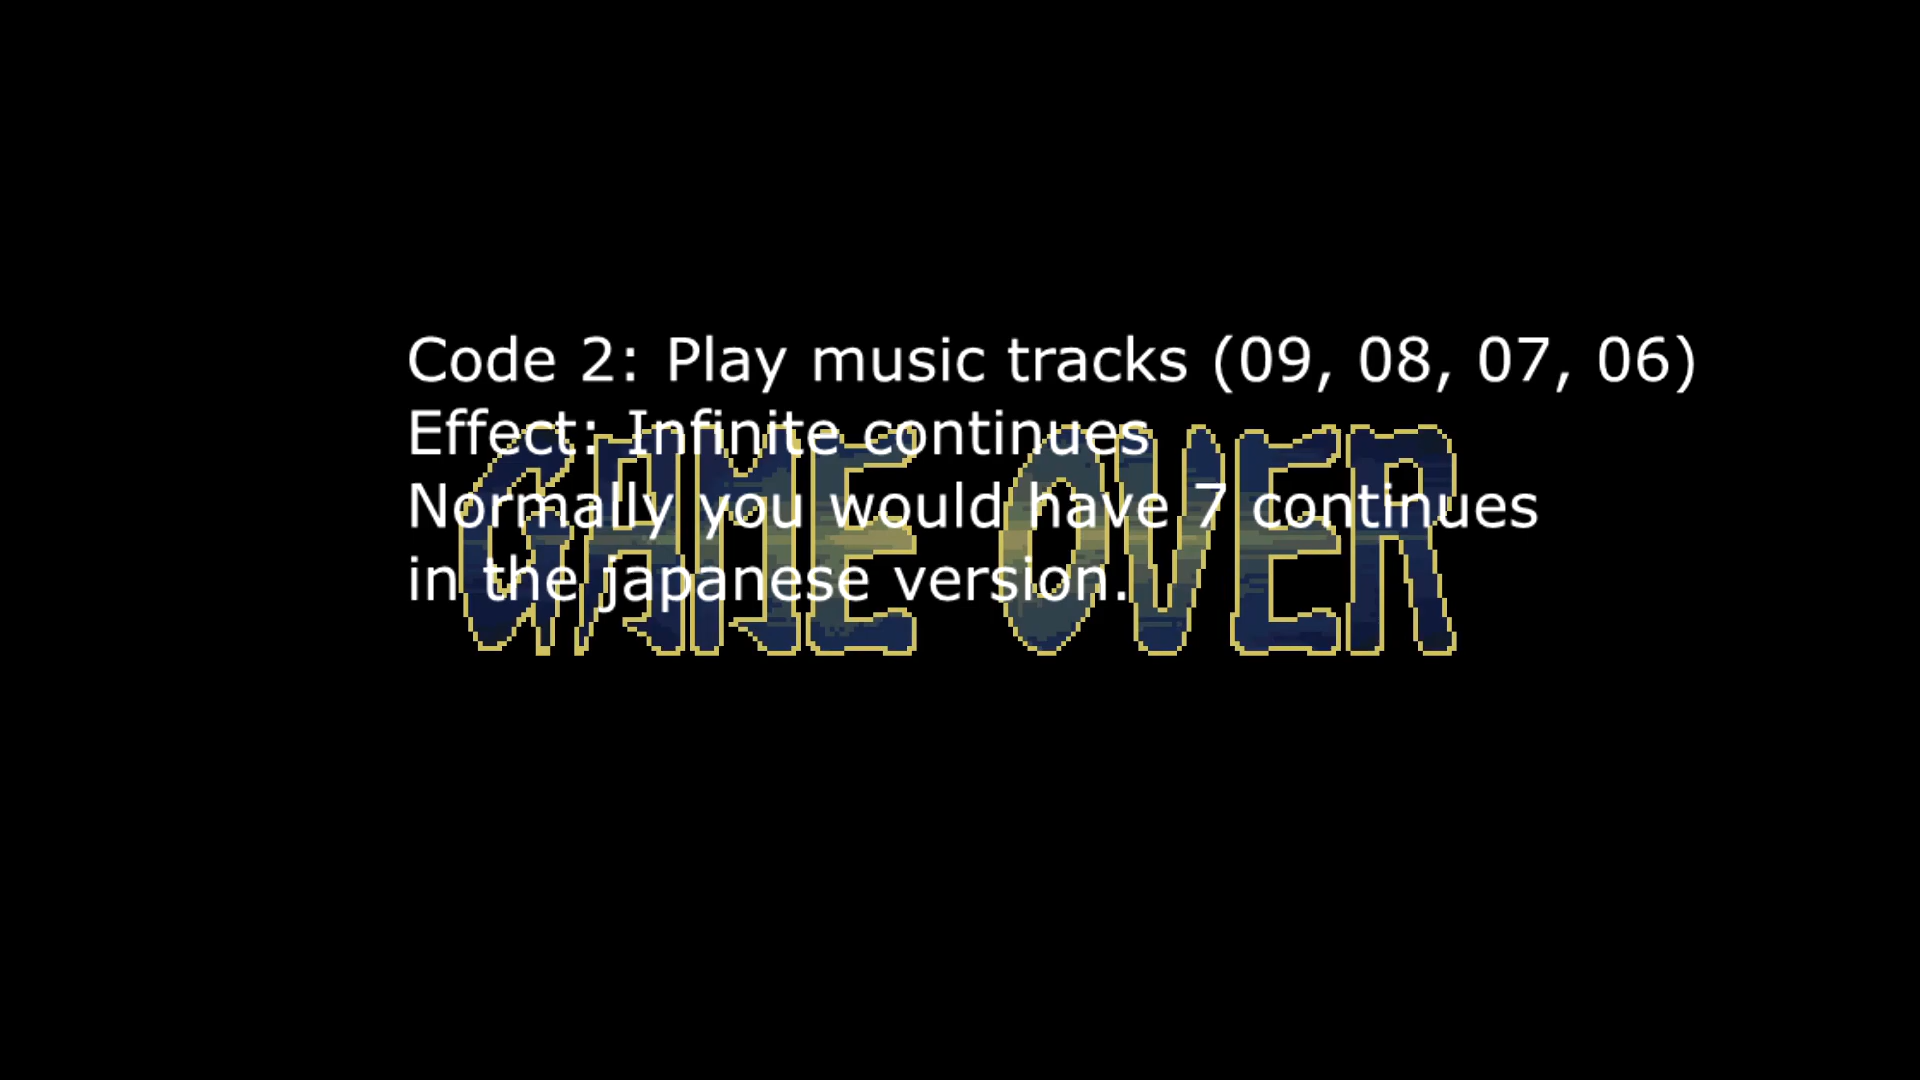 Code 2: Play music tracks (09, 08, 07, 06)
Effect: Infinite continues
Normally you would have 7 continues
in the japanese version.
GAME OVER